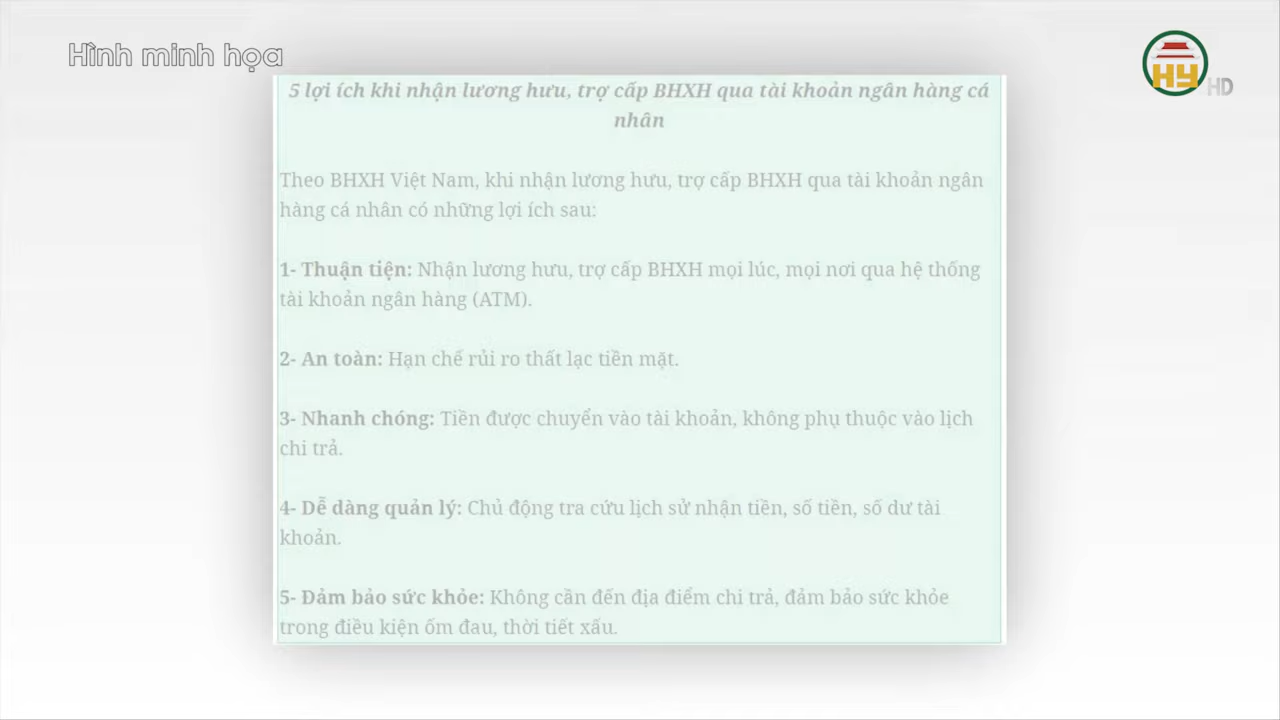 Hình minh họa
HY HD
5 lợi ích khi nhận lương hưu, trợ cấp BHXH qua tài khoản ngân hàng cá
nhân
Theo BHXH Việt Nam, khi nhận lương hưu, trợ cấp BHXH qua tài khoản ngân
hàng cá nhân có những lợi ích sau:
1- Thuận tiện: Nhận lương hưu, trợ cấp BHXH mọi lúc, mọi nơi qua hệ thống
tài khoản ngân hàng (ATM).
2- An toàn: Hạn chế rủi ro thất lạc tiền mặt.
3- Nhanh chóng: Tiền được chuyển vào tài khoản, không phụ thuộc vào lịch
chi trả.
4- Dễ dàng quản lý: Chủ động tra cứu lịch sử nhận tiền, số tiền, số dư tài
khoản.
5- Đảm bảo sức khỏe: Không cần đến địa điểm chi trả, đảm bảo sức khỏe
trong điều kiện ốm đau, thời tiết xấu.